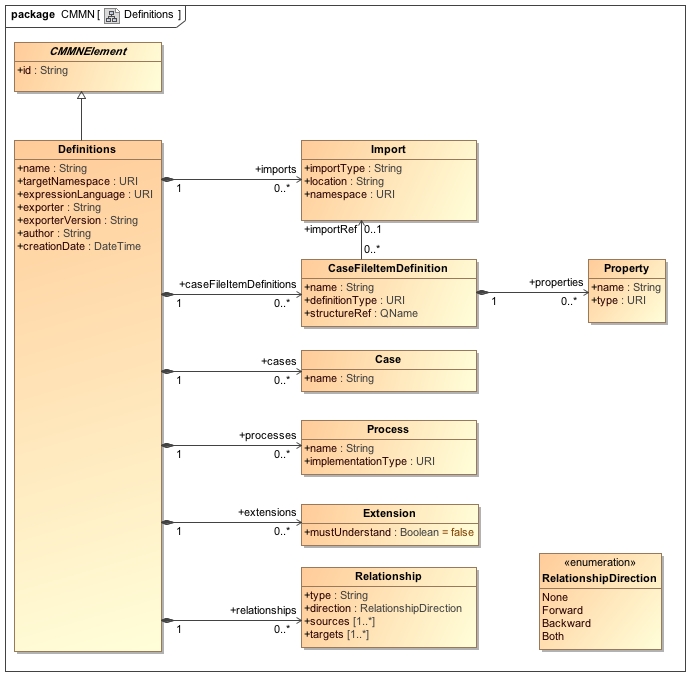 package CMMN [ Definitions ]
CMMNElement
+id : String
Definitions
+name : String
+targetNamespace : URI
+expressionLanguage : URI
+exporter : String
+exporterVersion : String
+author : String
+creationDate : DateTime
+imports
1
0..*
Import
+importType : String
+location : String
+namespace : URI
+importRef
0..1
0..*
+caseFileItemDefinitions
1
0..*
CaseFileItemDefinition
+name : String
+definitionType : URI
+structureRef : QName
+properties
1
0..*
Property
+name : String
+type : URI
+cases
1
0..*
Case
+name : String
+processes
1
0..*
Process
+name : String
+implementationType : URI
+extensions
1
0..*
Extension
+mustUnderstand : Boolean = false
+relationships
1
0..*
Relationship
+type : String
+direction : RelationshipDirection
+sources [1..*]
+targets [1..*]
«enumeration»
RelationshipDirection
None
Forward
Backward
Both